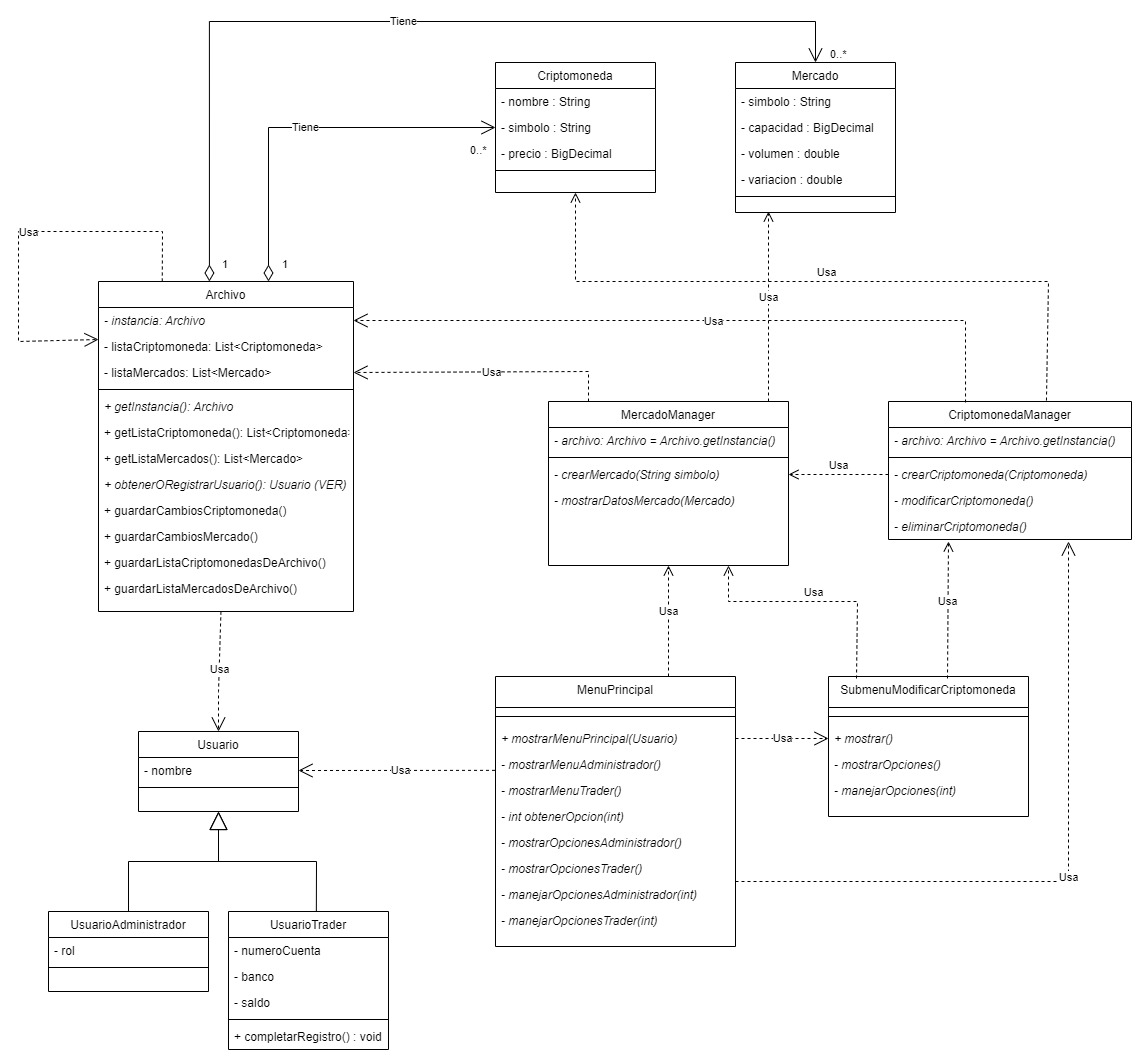 Tiene
0..*
Criptomoneda
- nombre : String
- simbolo : String
- precio : BigDecimal
Mercado
- simbolo : String
- capacidad : BigDecimal
- volumen : double
- variacion : double
Tiene
0..*
Usa
1
1
Archivo
- instancia: Archivo
- listaCriptomoneda: List<Criptomoneda>
- listaMercados: List<Mercado>
+ getInstancia(): Archivo
+ getListaCriptomoneda(): List<Criptomoneda>
+ getListaMercados(): List<Mercado>
+ obtenerORegistrarUsuario(): Usuario (VER)
+ guardarCambiosCriptomoneda()
+ guardarCambiosMercado()
+ guardarListaCriptomonedasDeArchivo()
+ guardarListaMercadosDeArchivo()
Usa
Usa
Usa
Usa
MercadoManager
- archivo: Archivo = Archivo.getInstancia()
- crearMercado(String simbolo)
- mostrarDatosMercado(Mercado)
Usa
CriptomonedaManager
- archivo: Archivo = Archivo.getInstancia()
- crearCriptomoneda(Criptomoneda)
- modificarCriptomoneda()
- eliminarCriptomoneda()
Usa
Usa
Usa
Usa
Usuario
- nombre
Usa
MenuPrincipal
+ mostrarMenuPrincipal(Usuario)
- mostrarMenuAdministrador()
- mostrarMenuTrader()
- int obtenerOpcion(int)
- mostrarOpcionesAdministrador()
- mostrarOpcionesTrader()
- manejarOpcionesAdministrador(int)
- manejarOpcionesTrader(int)
Usa
SubmenuModificarCriptomoneda
+ mostrar()
- mostrarOpciones()
- manejarOpciones(int)
Usa
UsuarioAdministrador
- rol
UsuarioTrader
- numeroCuenta
- banco
- saldo
+ completarRegistro() : void